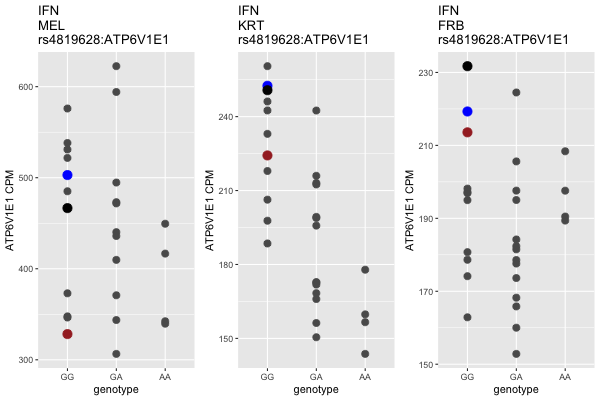 IFN
MEL
rs4819628:ATP6V1E1
ATP6V1E1 CPM
600
500
400
300
GG GA AA
genotype
IFN
KRT
rs4819628:ATP6V1E1
ATP6V1E1 CPM
240
210
180
150
GG GA AA
genotype
IFN
FRB
rs4819628:ATP6V1E1
ATP6V1E1 CPM
230
210
190
170
150
GG GA AA
genotype